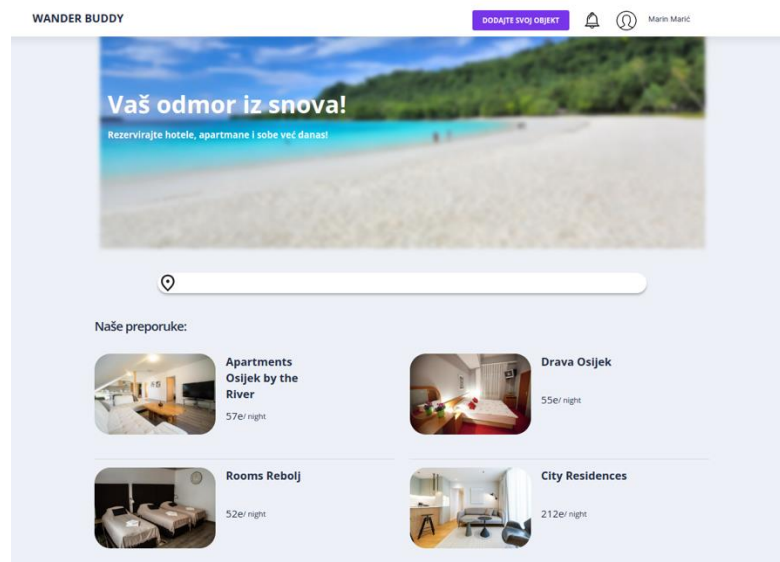 WANDER BUDDY
DODAJTE SVOJ OBJEKT
Marin Marić
Vaš odmor iz snova!
Rezervirajte hotele, apartmane i sobe već danas!
Naše preporuke:
Apartments
Osijek by the
River
57e/ night
Drava Osijek
55e/ night
Rooms Rebolj
52e/ night
City Residences
212e/ night